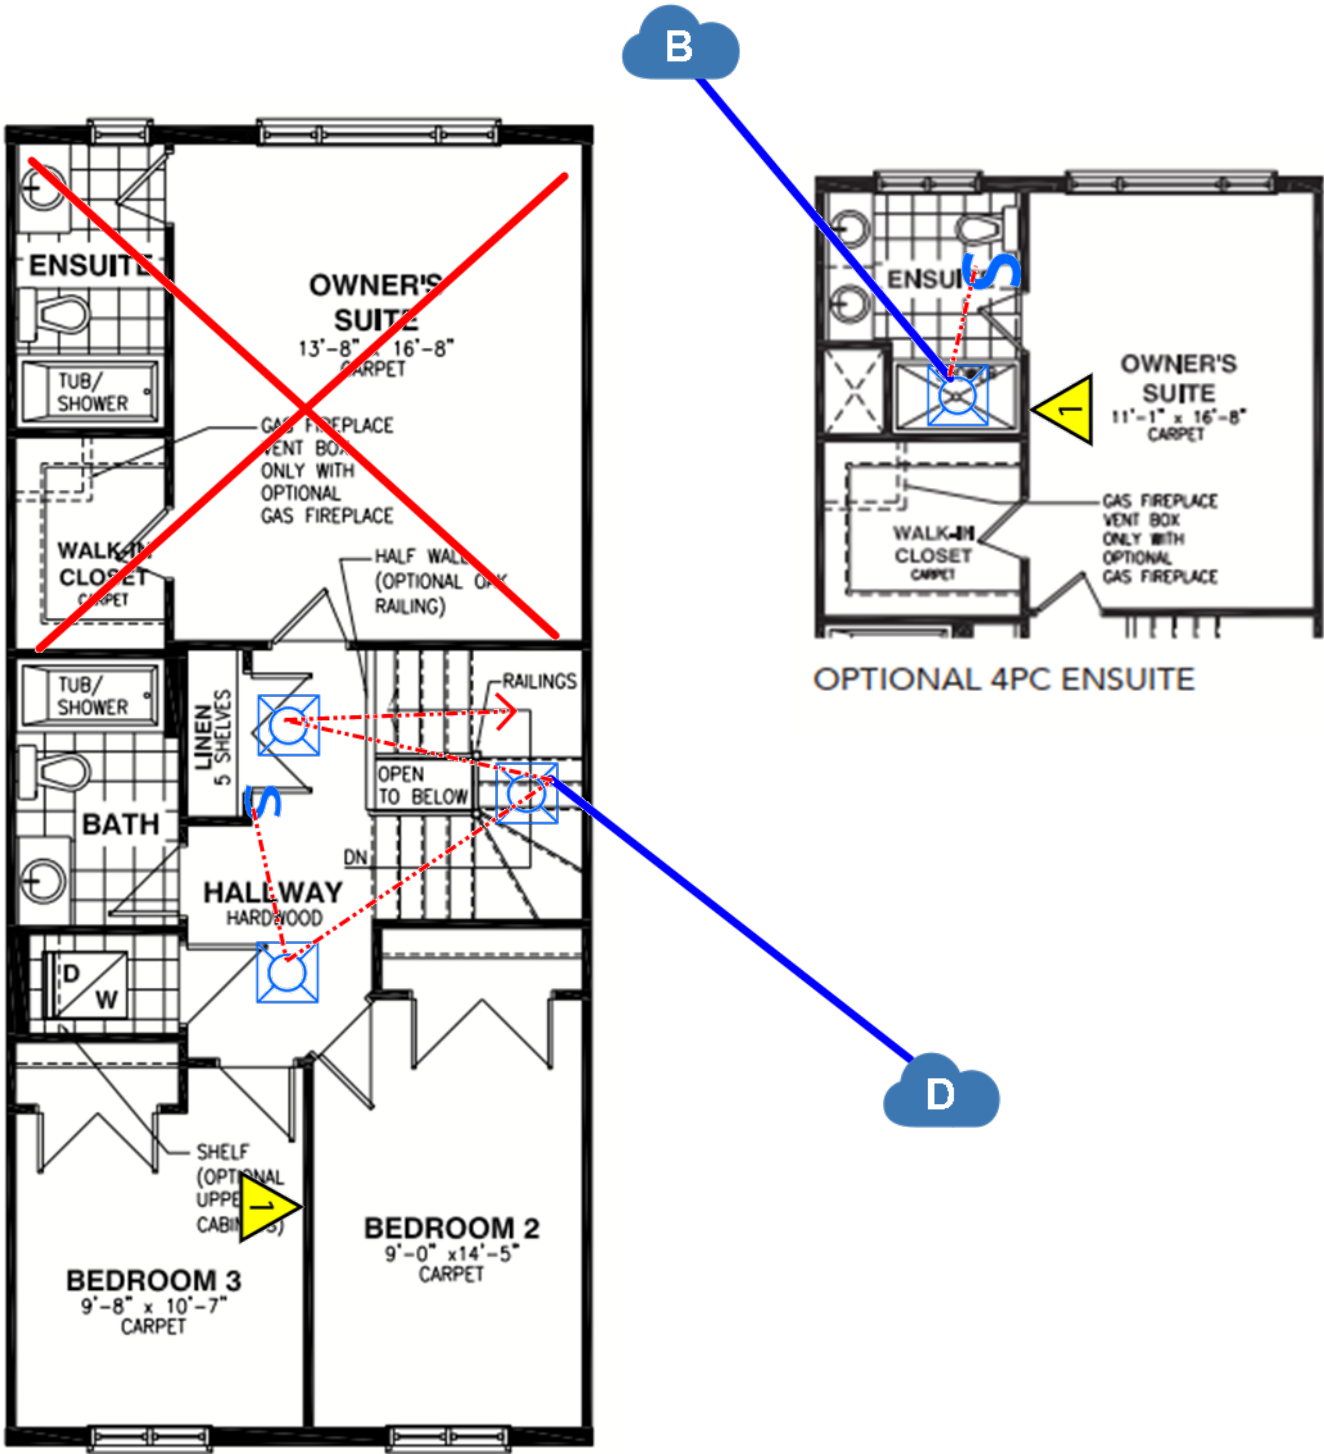 B
ENSUITE
OWNER'S
SUITE
13'-8" x 16'-8"
CARPET
TUB/
SHOWER
GAS FIREPLACE
VENT BOX
ONLY WITH
OPTIONAL
GAS FIREPLACE
WALK-IN
CLOSET
CARPET
HALF WALL
(OPTIONAL OAK
RAILING)
TUB/
SHOWER
LINEN
5 SHELVES
RAILINGS
OPEN
TO BELOW
S
BATH
DN
HALLWAY
HARDWOOD
D
W
SHELF
(OPTIONAL
UPPER
CABINETS)
1
BEDROOM 2
9'-0" x14'-5"
CARPET
BEDROOM 3
9'-8" x 10'-7"
CARPET
ENSUITE
S
OWNER'S
SUITE
11'-1" x 16'-8"
CARPET
1
GAS FIREPLACE
VENT BOX
ONLY WITH
OPTIONAL
GAS FIREPLACE
WALK-IN
CLOSET
CARPET
OPTIONAL 4PC ENSUITE
D